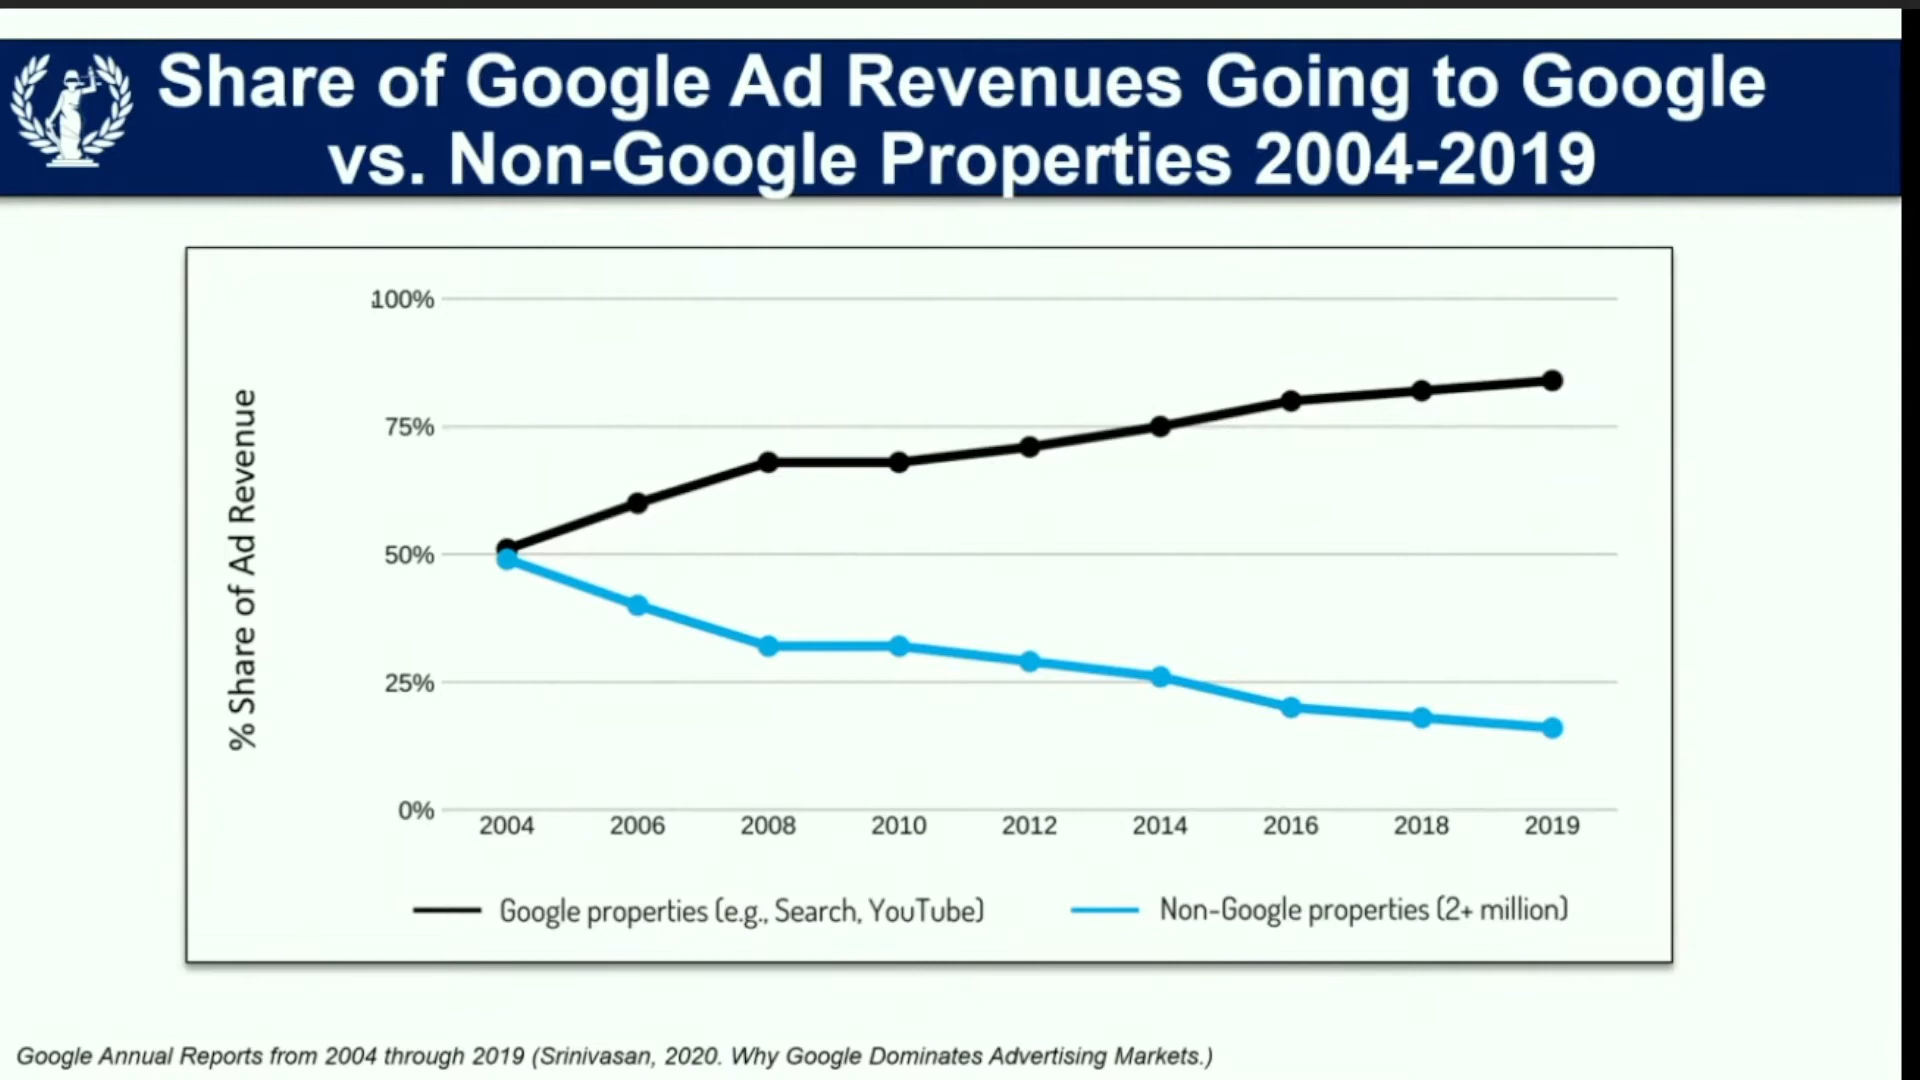 Share of Google Ad Revenues Going to Google
vs. Non-Google Properties 2004-2019
% Share of Ad Revenue
100%
75%
50%
25%
0%
2004 2006 2008 2010 2012 2014 2016 2018 2019
Google properties (e.g., Search, YouTube) Non-Google properties (2+ million)
Google Annual Reports from 2004 through 2019 (Srinivasan, 2020. Why Google Dominates Advertising Markets.)